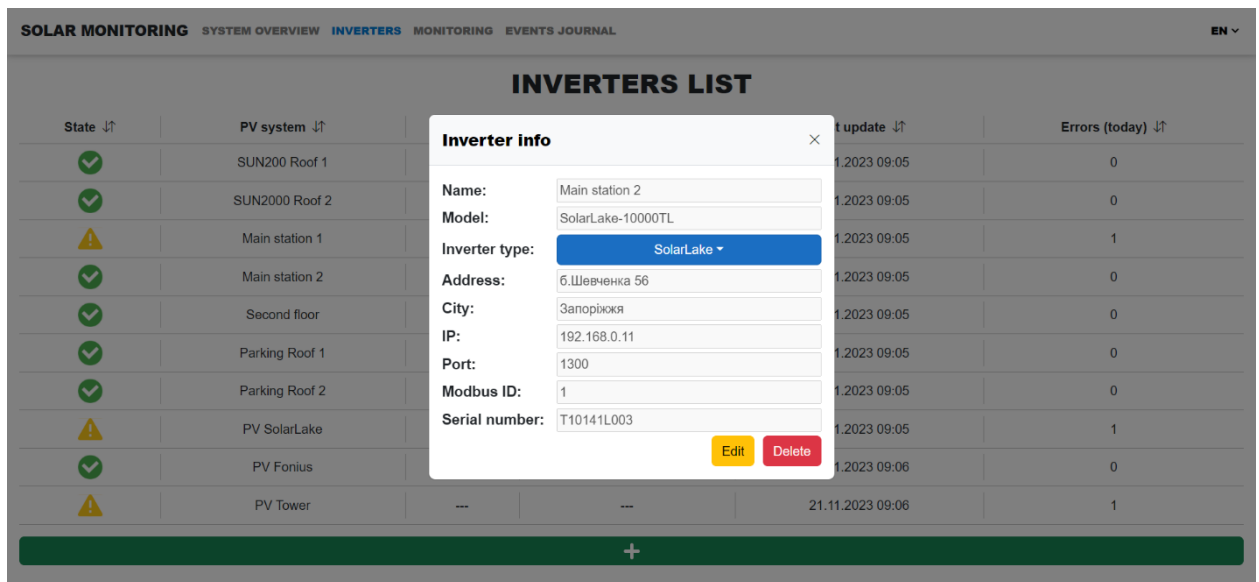 SOLAR MONITORING SYSTEM OVERVIEW INVERTERS MONITORING EVENTS JOURNAL EN
INVERTERS LIST
State PV system t update Errors (today)
SUN200 Roof 1 1.2023 09:05 0
SUN2000 Roof 2 1.2023 09:05 0
Main station 1 1.2023 09:05 1
Main station 2 1.2023 09:05 0
Second floor 1.2023 09:05 0
Parking Roof 1 1.2023 09:05 0
Parking Roof 2 1.2023 09:05 0
PV SolarLake 1.2023 09:05 1
PV Fonius 1.2023 09:06 0
PV Tower --- --- 21.11.2023 09:06 1
Inverter info
Name: Main station 2
Model: SolarLake-10000TL
Inverter type: SolarLake
Address: б.Шевченка 56
City: Запоріжжя
IP: 192.168.0.11
Port: 1300
Modbus ID: 1
Serial number: T10141L003
Edit Delete